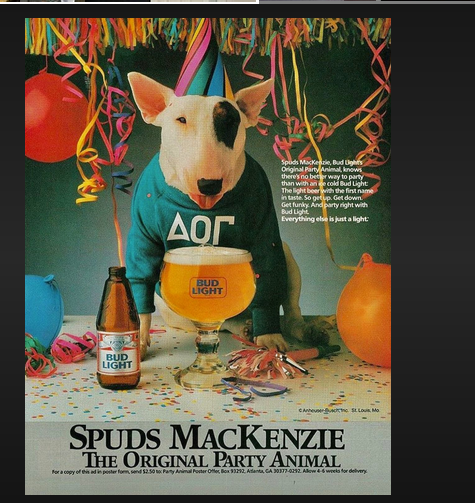 Spuds MacKenzie, Bud Light's
Original Party Animal, knows
there's no better way to party
than with an ice cold Bud Light.
The light beer with the first name
in taste. So get up. Get down.
Get funky. And party right with
Bud Light.
Everything else is just a light.
ΔΟΓ
BUD
LIGHT
BUD
LIGHT
© Anheuser-Busch, Inc. St. Louis, Mo.
SPUDS MACKENZIE
THE ORIGINAL PARTY ANIMAL
For a copy of this ad in poster form, send $2.50 to: Party Animal Poster Offer, Box 93292, Atlanta, GA 30377-0292. Allow 4-6 weeks for delivery.